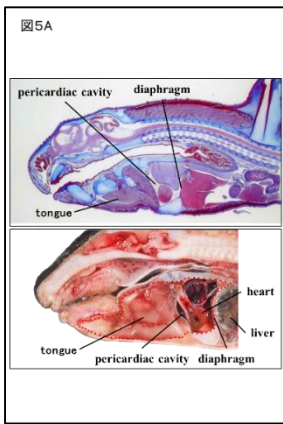 図5A
pericardiac cavity
diaphragm
tongue
heart
liver
tongue
pericardiac cavity
diaphragm